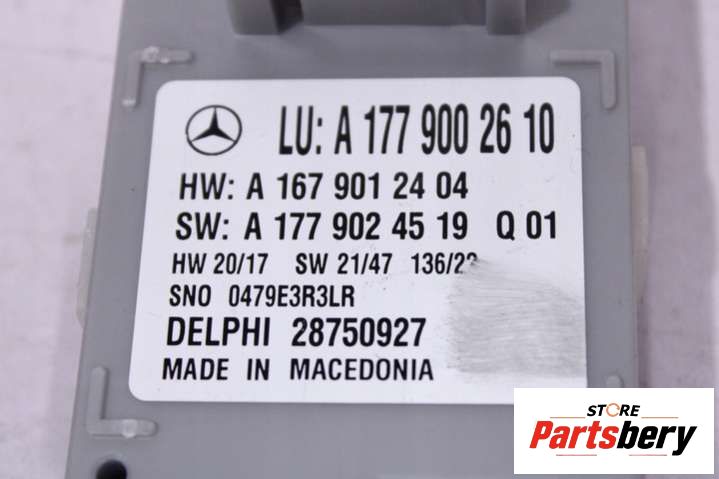 LU: A 177 900 26 10
HW: A 167 901 24 04
SW: A 177 902 45 19 Q 01
HW 20/17 SW 21/47
SNO 0479E3R3LR
DELPHI 28750927
MADE IN MACEDONIA
STORE
Partsbery